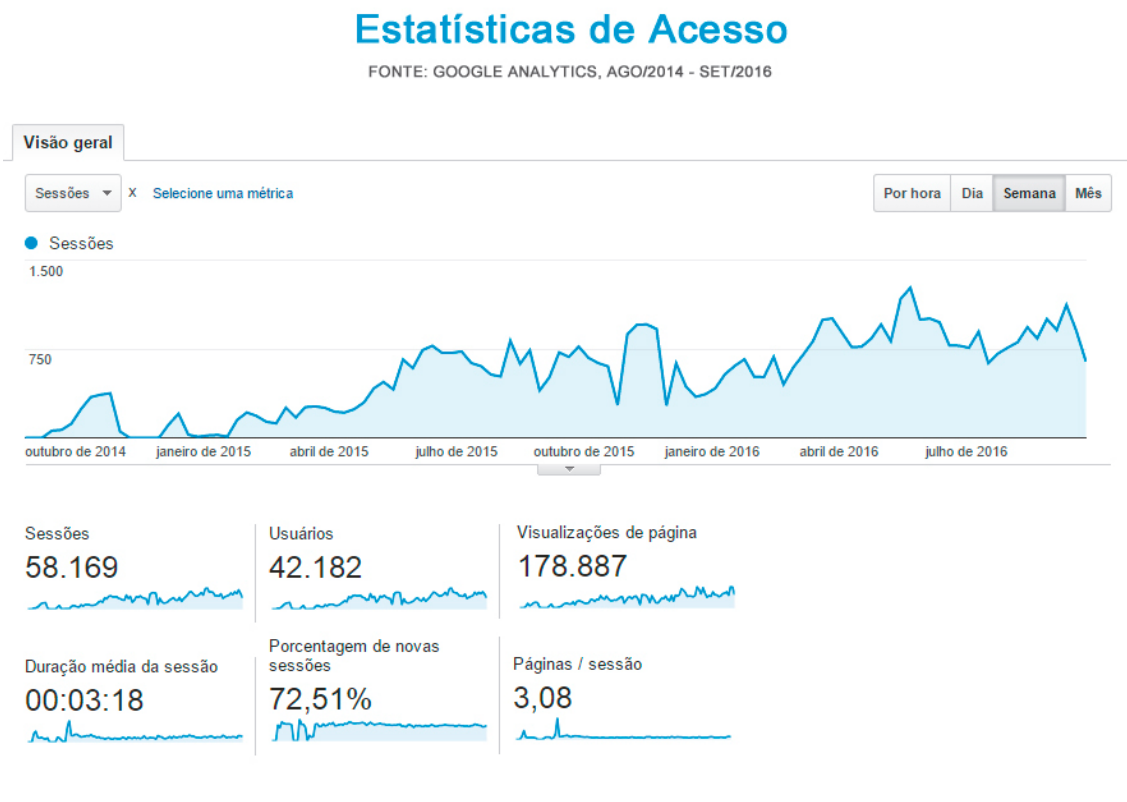 Estatísticas de Acesso
FONTE: GOOGLE ANALYTICS, AGO/2014 - SET/2016
Visão geral
Sessões x Selecione uma métrica Por hora Dia Semana Mês
Sessões
1.500
750
outubro de 2014 janeiro de 2015 abril de 2015 julho de 2015 outubro de 2015 janeiro de 2016 abril de 2016 julho de 2016
Sessões
58.169
Usuários
42.182
Visualizações de página
178.887
Duração média da sessão
00:03:18
Porcentagem de novas
sessões
72,51%
Páginas / sessão
3,08